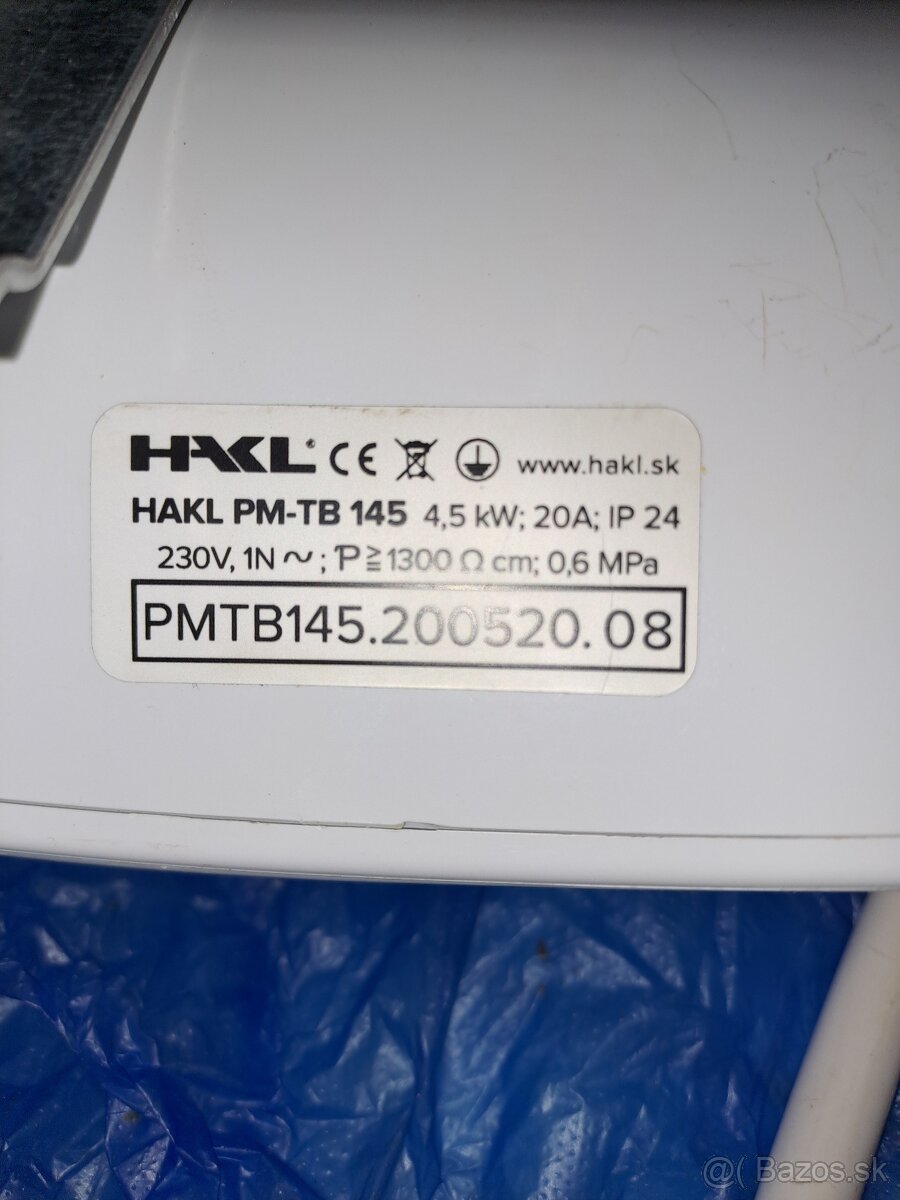 HAKL® CE www.hakl.sk
HAKL PM-TB 145 4,5 kW; 20A; IP 24
230V, 1N ~; Ƥ≧1300 Ω cm; 0,6 MPa
PMTB145.200520.08
@( Bazos.sk